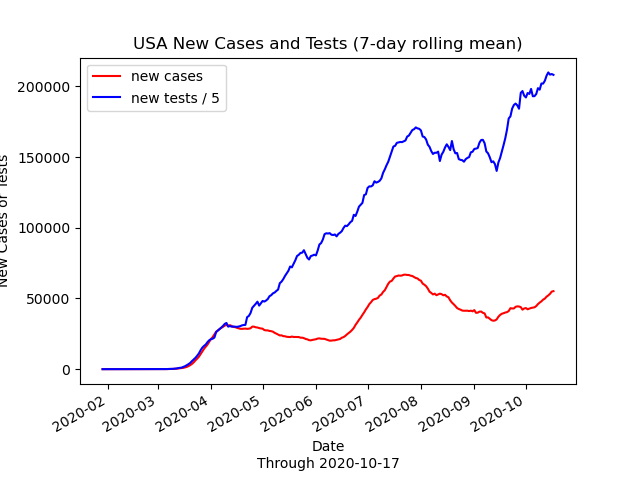 USA New Cases and Tests (7-day rolling mean)
new cases
new tests / 5
200000
150000
100000
50000
0
New Cases or Tests
2020-02
2020-03
2020-04
2020-05
2020-06
2020-07
2020-08
2020-09
2020-10
Date
Through 2020-10-17